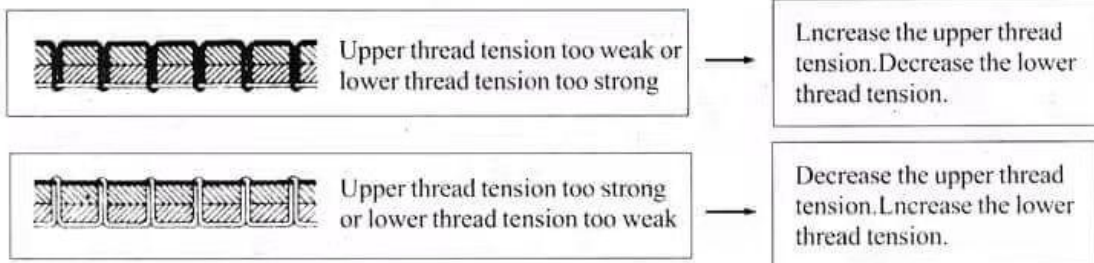 Upper thread tension too weak or
lower thread tension too strong
Lncrease the upper thread
tension.Decrease the lower
thread tension.
Upper thread tension too strong
or lower thread tension too weak
Decrease the upper thread
tension.Lncrease the lower
thread tension.